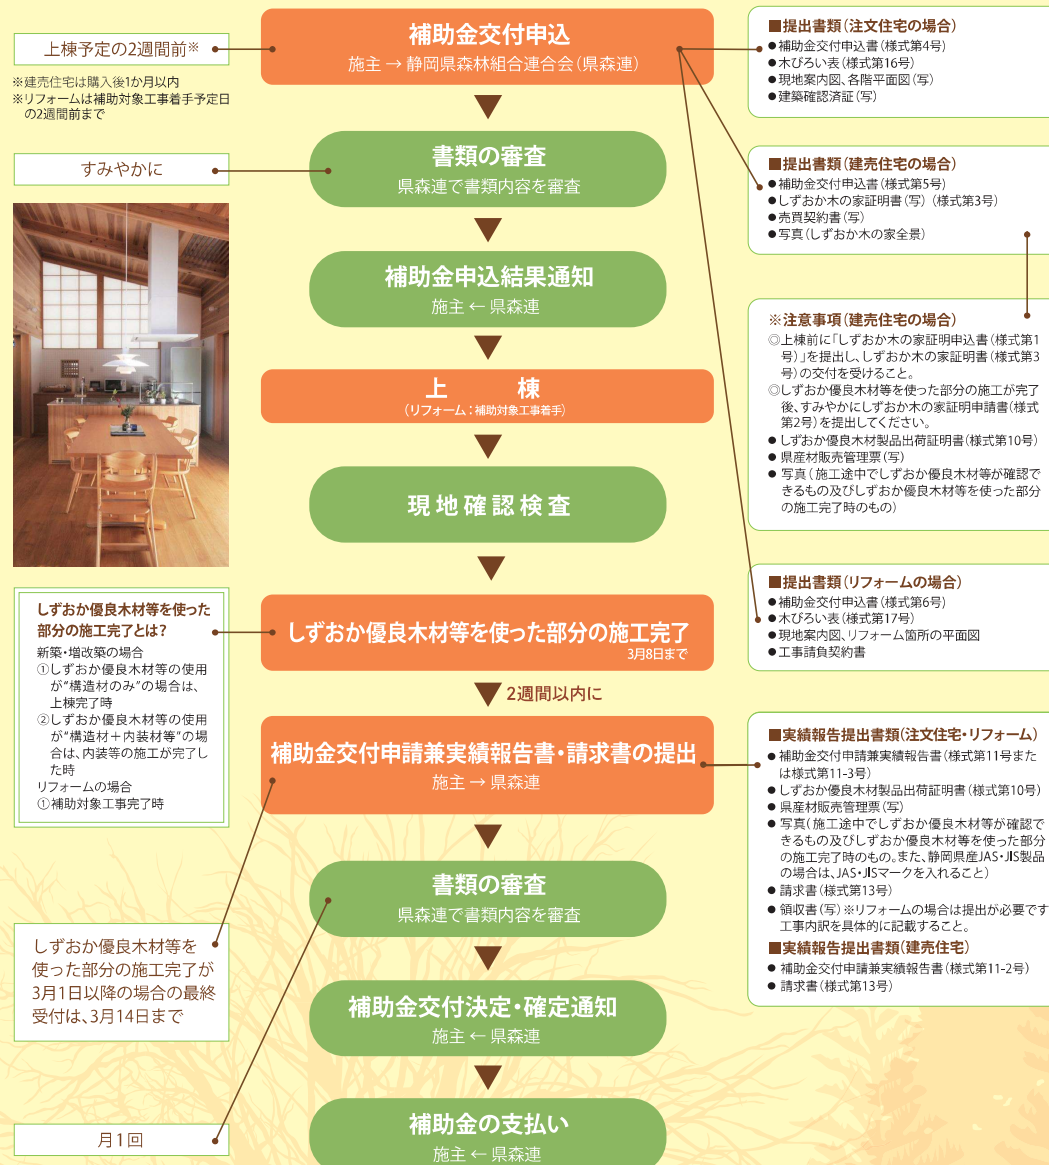 上棟予定の2週間前※
※建売住宅は購入後1か月以内
※リフォームは補助対象工事着手予定日
の2週間前まで
補助金交付申込
施主 → 静岡県森林組合連合会(県森連)
■提出書類(注文住宅の場合)
●補助金交付申込書(様式第4号)
●木びろい表(様式第16号)
●現地案内図、各階平面図(写)
●建築確認済証(写)
すみやかに
書類の審査
県森連で書類内容を審査
■提出書類(建売住宅の場合)
●補助金交付申込書(様式第5号)
●しずおか木の家証明書(写)(様式第3号)
●売買契約書(写)
●写真(しずおか木の家全景)
補助金申込結果通知
施主 ← 県森連
※注意事項(建売住宅の場合)
◎上棟前に「しずおか木の家証明申込書(様式第1
号)」を提出し、しずおか木の家証明書(様式第3
号)の交付を受けること。
◎しずおか優良木材等を使った部分の施工が完了
後、すみやかにしずおか木の家証明申請書(様式
第2号)を提出してください。
●しずおか優良木材製品出荷証明書(様式第10号)
●県産材販売管理票(写)
●写真(施工途中でしずおか優良木材等が確認で
きるもの及びしずおか優良木材等を使った部分
の施工完了時のもの)
上 棟
(リフォーム:補助対象工事着手)
現地確認検査
■提出書類(リフォームの場合)
●補助金交付申込書(様式第6号)
●木びろい表(様式第17号)
●現地案内図、リフォーム箇所の平面図
●工事請負契約書
しずおか優良木材等を使った
部分の施工完了とは?
新築・増改築の場合
①しずおか優良木材等の使用
が“構造材のみ”の場合は、
上棟完了時
②しずおか優良木材等の使用
が“構造材+内装材等”の場
合は、内装等の施工が完了し
た時
リフォームの場合
①補助対象工事完了時
しずおか優良木材等を使った部分の施工完了
3月8日まで
2週間以内に
補助金交付申請兼実績報告書・請求書の提出
施主 → 県森連
■実績報告提出書類(注文住宅・リフォーム)
●補助金交付申請兼実績報告書(様式第11号また
は様式第11-3号)
●しずおか優良木材製品出荷証明書(様式第10号)
●県産材販売管理票(写)
●写真(施工途中でしずおか優良木材等が確認で
きるもの及びしずおか優良木材等を使った部分
の施工完了時のもの。また、静岡県産JAS・JIS製品
の場合は、JAS・JISマークを入れること)
●請求書(様式第13号)
●領収書(写)※リフォームの場合は提出が必要です
工事内訳を具体的に記載すること。
■実績報告提出書類(建売住宅)
●補助金交付申請兼実績報告書(様式第11-2号)
●請求書(様式第13号)
書類の審査
県森連で書類内容を審査
しずおか優良木材等を
使った部分の施工完了が
3月1日以降の場合の最終
受付は、3月14日まで
補助金交付決定・確定通知
施主 ← 県森連
月1回
補助金の支払い
施主 ← 県森連